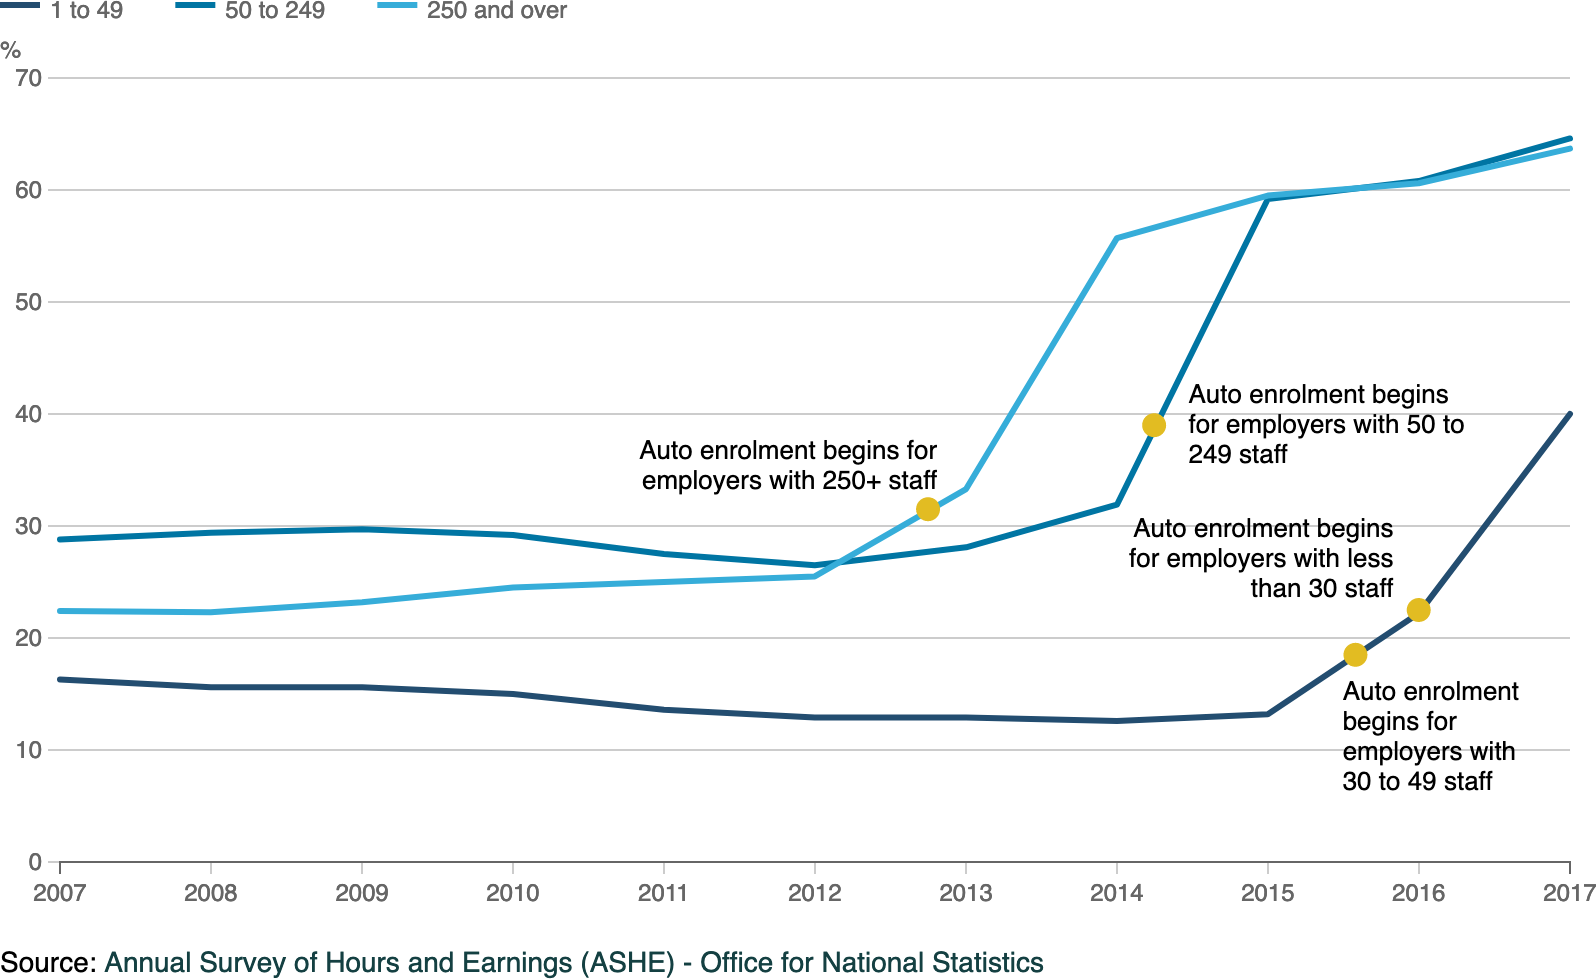 1 to 49 50 to 249 250 and over
%
70
60
50
40
30
20
10
0
Auto enrolment begins for
employers with 250+ staff
Auto enrolment begins
for employers with 50 to
249 staff
Auto enrolment begins
for employers with less
than 30 staff
Auto enrolment
begins for
employers with
30 to 49 staff
2007 2008 2009 2010 2011 2012 2013 2014 2015 2016 2017
Source: Annual Survey of Hours and Earnings (ASHE) - Office for National Statistics